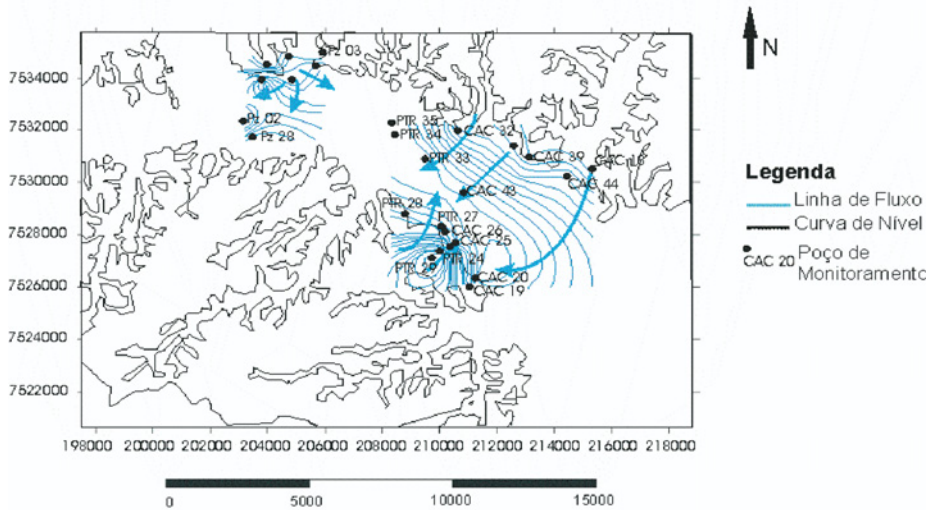 N
7534000
7532000
7530000
7528000
7526000
7524000
7522000
Pz 03
Pz 02
Pz 28
PTR 35
PTR 34
PTR 33
CAC 32
CAC 39
CAC 18
CAC 44
CAC 43
PTR 28
PTR 27
CAC 26
CAC 25
PTR 24
PTR 29
CAC 20
CAC 19
198000 200000 202000 204000 206000 208000 210000 212000 214000 216000 218000
0 5000 10000 15000
Legenda
Linha de Fluxo
Curva de Nível
CAC 20 Poço de
Monitoramento